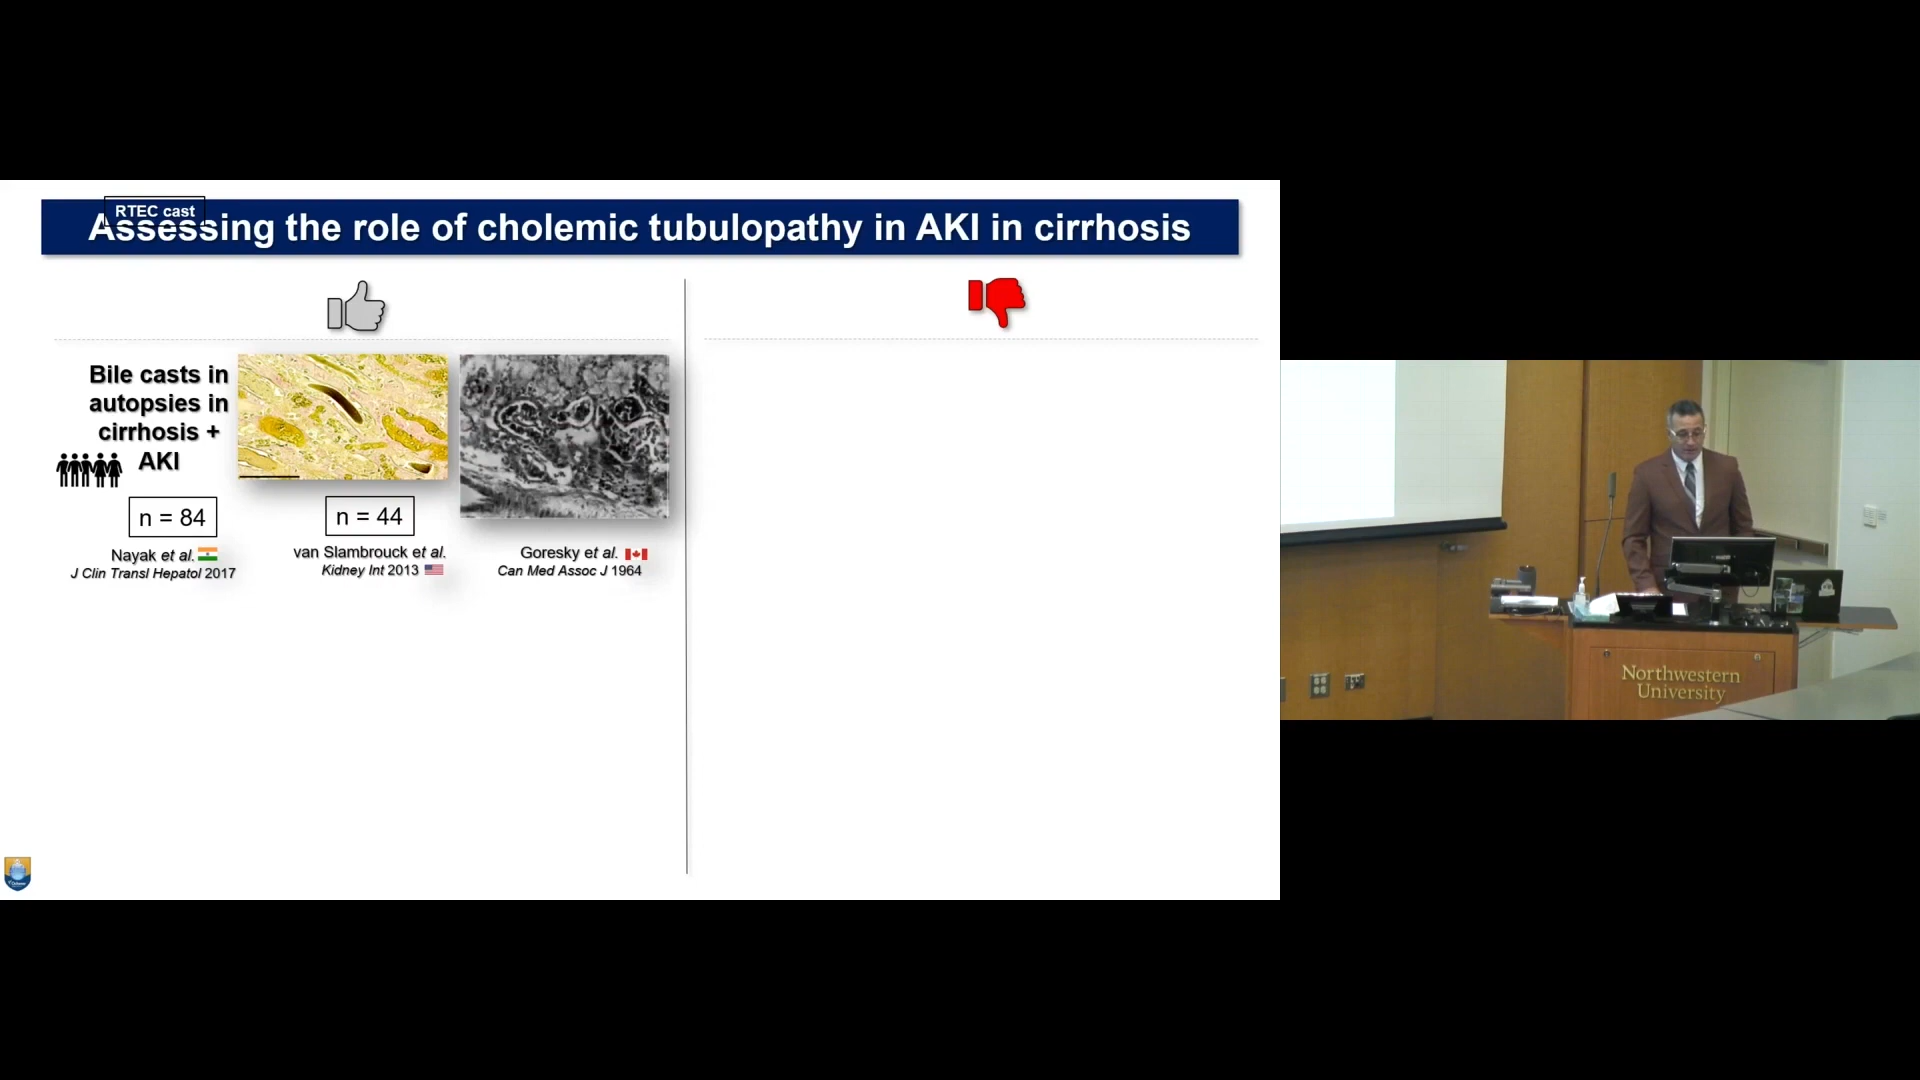 RTEC cast
Assessing the role of cholemic tubulopathy in AKI in cirrhosis
Bile casts in
autopsies in
cirrhosis +
AKI
n = 84
n = 44
Nayak et al.
J Clin Transl Hepatol 2017
van Slambrouck et al.
Kidney Int 2013
Goresky et al.
Can Med Assoc J 1964
Northwestern
University